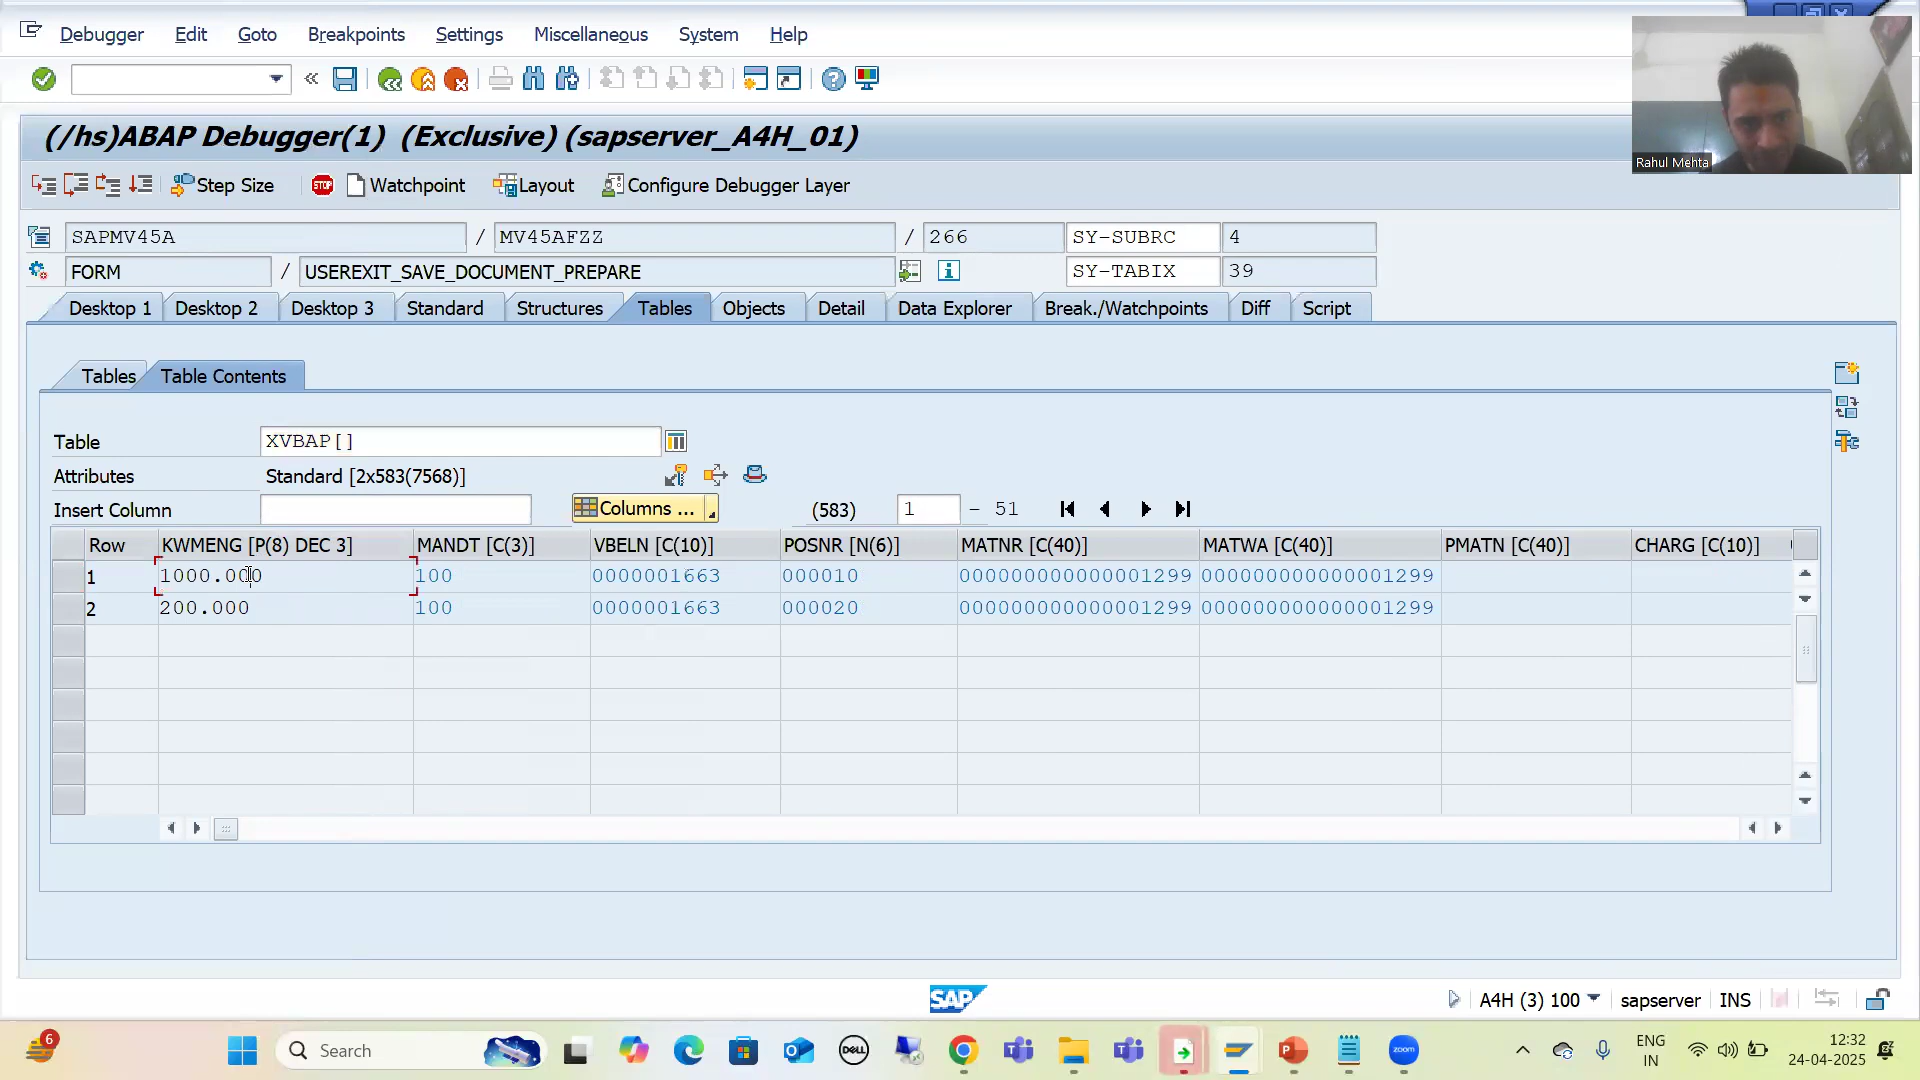 Debugger Edit Goto Breakpoints Settings Miscellaneous System Help
Rahul Mehta
(/hs)ABAP Debugger(1) (Exclusive) (sapserver_A4H_01)
Step Size STOP Watchpoint Layout Configure Debugger Layer
SAPMV45A / MV45AFZZ / 266 SY-SUBRC 4
FORM / USEREXIT_SAVE_DOCUMENT_PREPARE SY-TABIX 39
Desktop 1 Desktop 2 Desktop 3 Standard Structures Tables Objects Detail Data Explorer Break./Watchpoints Diff Script
Tables Table Contents
Table XVBAP[]
Attributes Standard [2x583(7568)]
Insert Column Columns ... (583) 1 - 51
Row KWMENG [P(8) DEC 3] MANDT [C(3)] VBELN [C(10)] POSNR [N(6)] MATNR [C(40)] MATWA [C(40)] PMATN [C(40)] CHARG [C(10)]
1 1000.000 100 0000001663 000010 000000000000001299 000000000000001299
2 200.000 100 0000001663 000020 000000000000001299 000000000000001299
SAP A4H (3) 100 sapserver INS
6 Search DELL zoom ENG 12:32
IN 24-04-2025